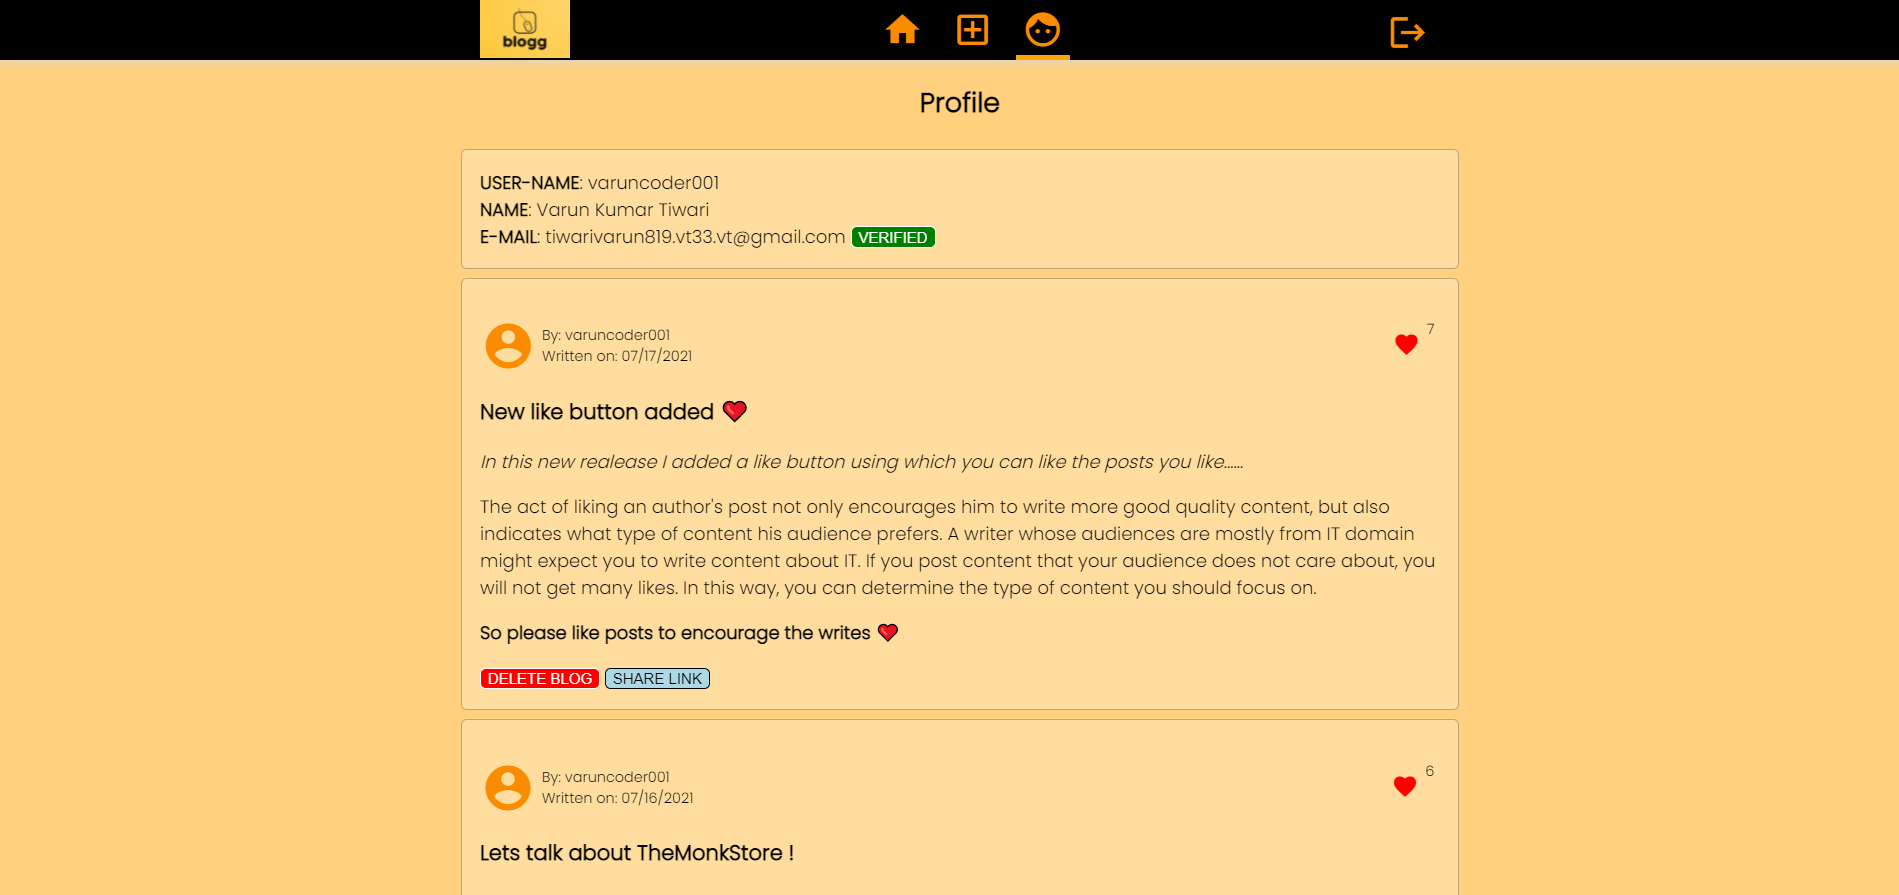 blogg
Profile
USER-NAME: varuncoder001
NAME: Varun Kumar Tiwari
E-MAIL: tiwarivarun819.vt33.vt@gmail.com VERIFIED
By: varuncoder001
Written on: 07/17/2021
7
New like button added
In this new realease I added a like button using which you can like the posts you like......
The act of liking an author's post not only encourages him to write more good quality content, but also
indicates what type of content his audience prefers. A writer whose audiences are mostly from IT domain
might expect you to write content about IT. If you post content that your audience does not care about, you
will not get many likes. In this way, you can determine the type of content you should focus on.
So please like posts to encourage the writes
DELETE BLOG SHARE LINK
By: varuncoder001
Written on: 07/16/2021
6
Lets talk about TheMonkStore !